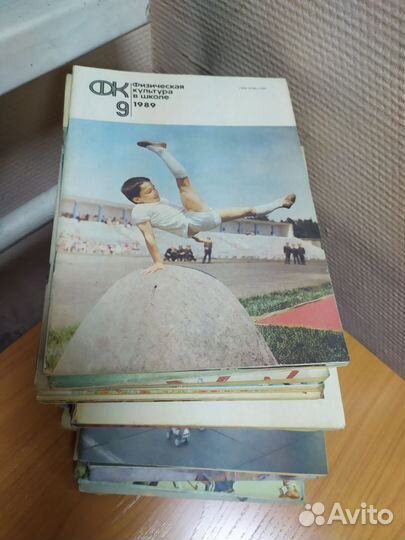 ФК
Физическая
культура
в школе
9
1989
Avito